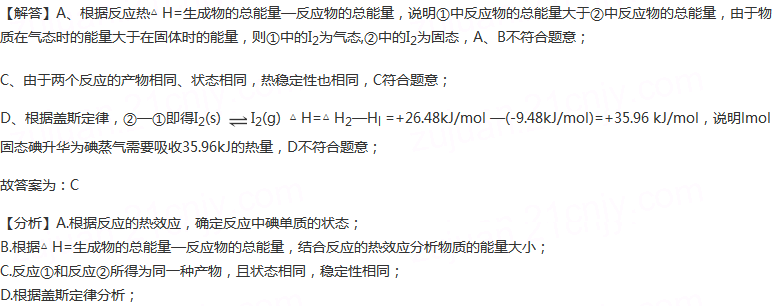 【解答】A、根据反应热△ H=生成物的总能量—反应物的总能量，说明①中反应物的总能量大于②中反应物的总能量，由于物
质在气态时的能量大于在固体时的能量，则①中的I2为气态,②中的I2为固态，A、B不符合题意；
C、由于两个反应的产物相同、状态相同，热稳定性也相同，C符合题意；
D、根据盖斯定律，②—①即得I2(s) ⇌ I2(g) △ H=△ H2—HI =+26.48kJ/mol —(-9.48kJ/mol)=+35.96 kJ/mol，说明lmol
固态碘升华为碘蒸气需要吸收35.96kJ的热量，D不符合题意；
故答案为：C
【分析】A.根据反应的热效应，确定反应中碘单质的状态；
B.根据△ H=生成物的总能量—反应物的总能量，结合反应的热效应分析物质的能量大小；
C.反应①和反应②所得为同一种产物，且状态相同，稳定性相同；
D.根据盖斯定律分析；